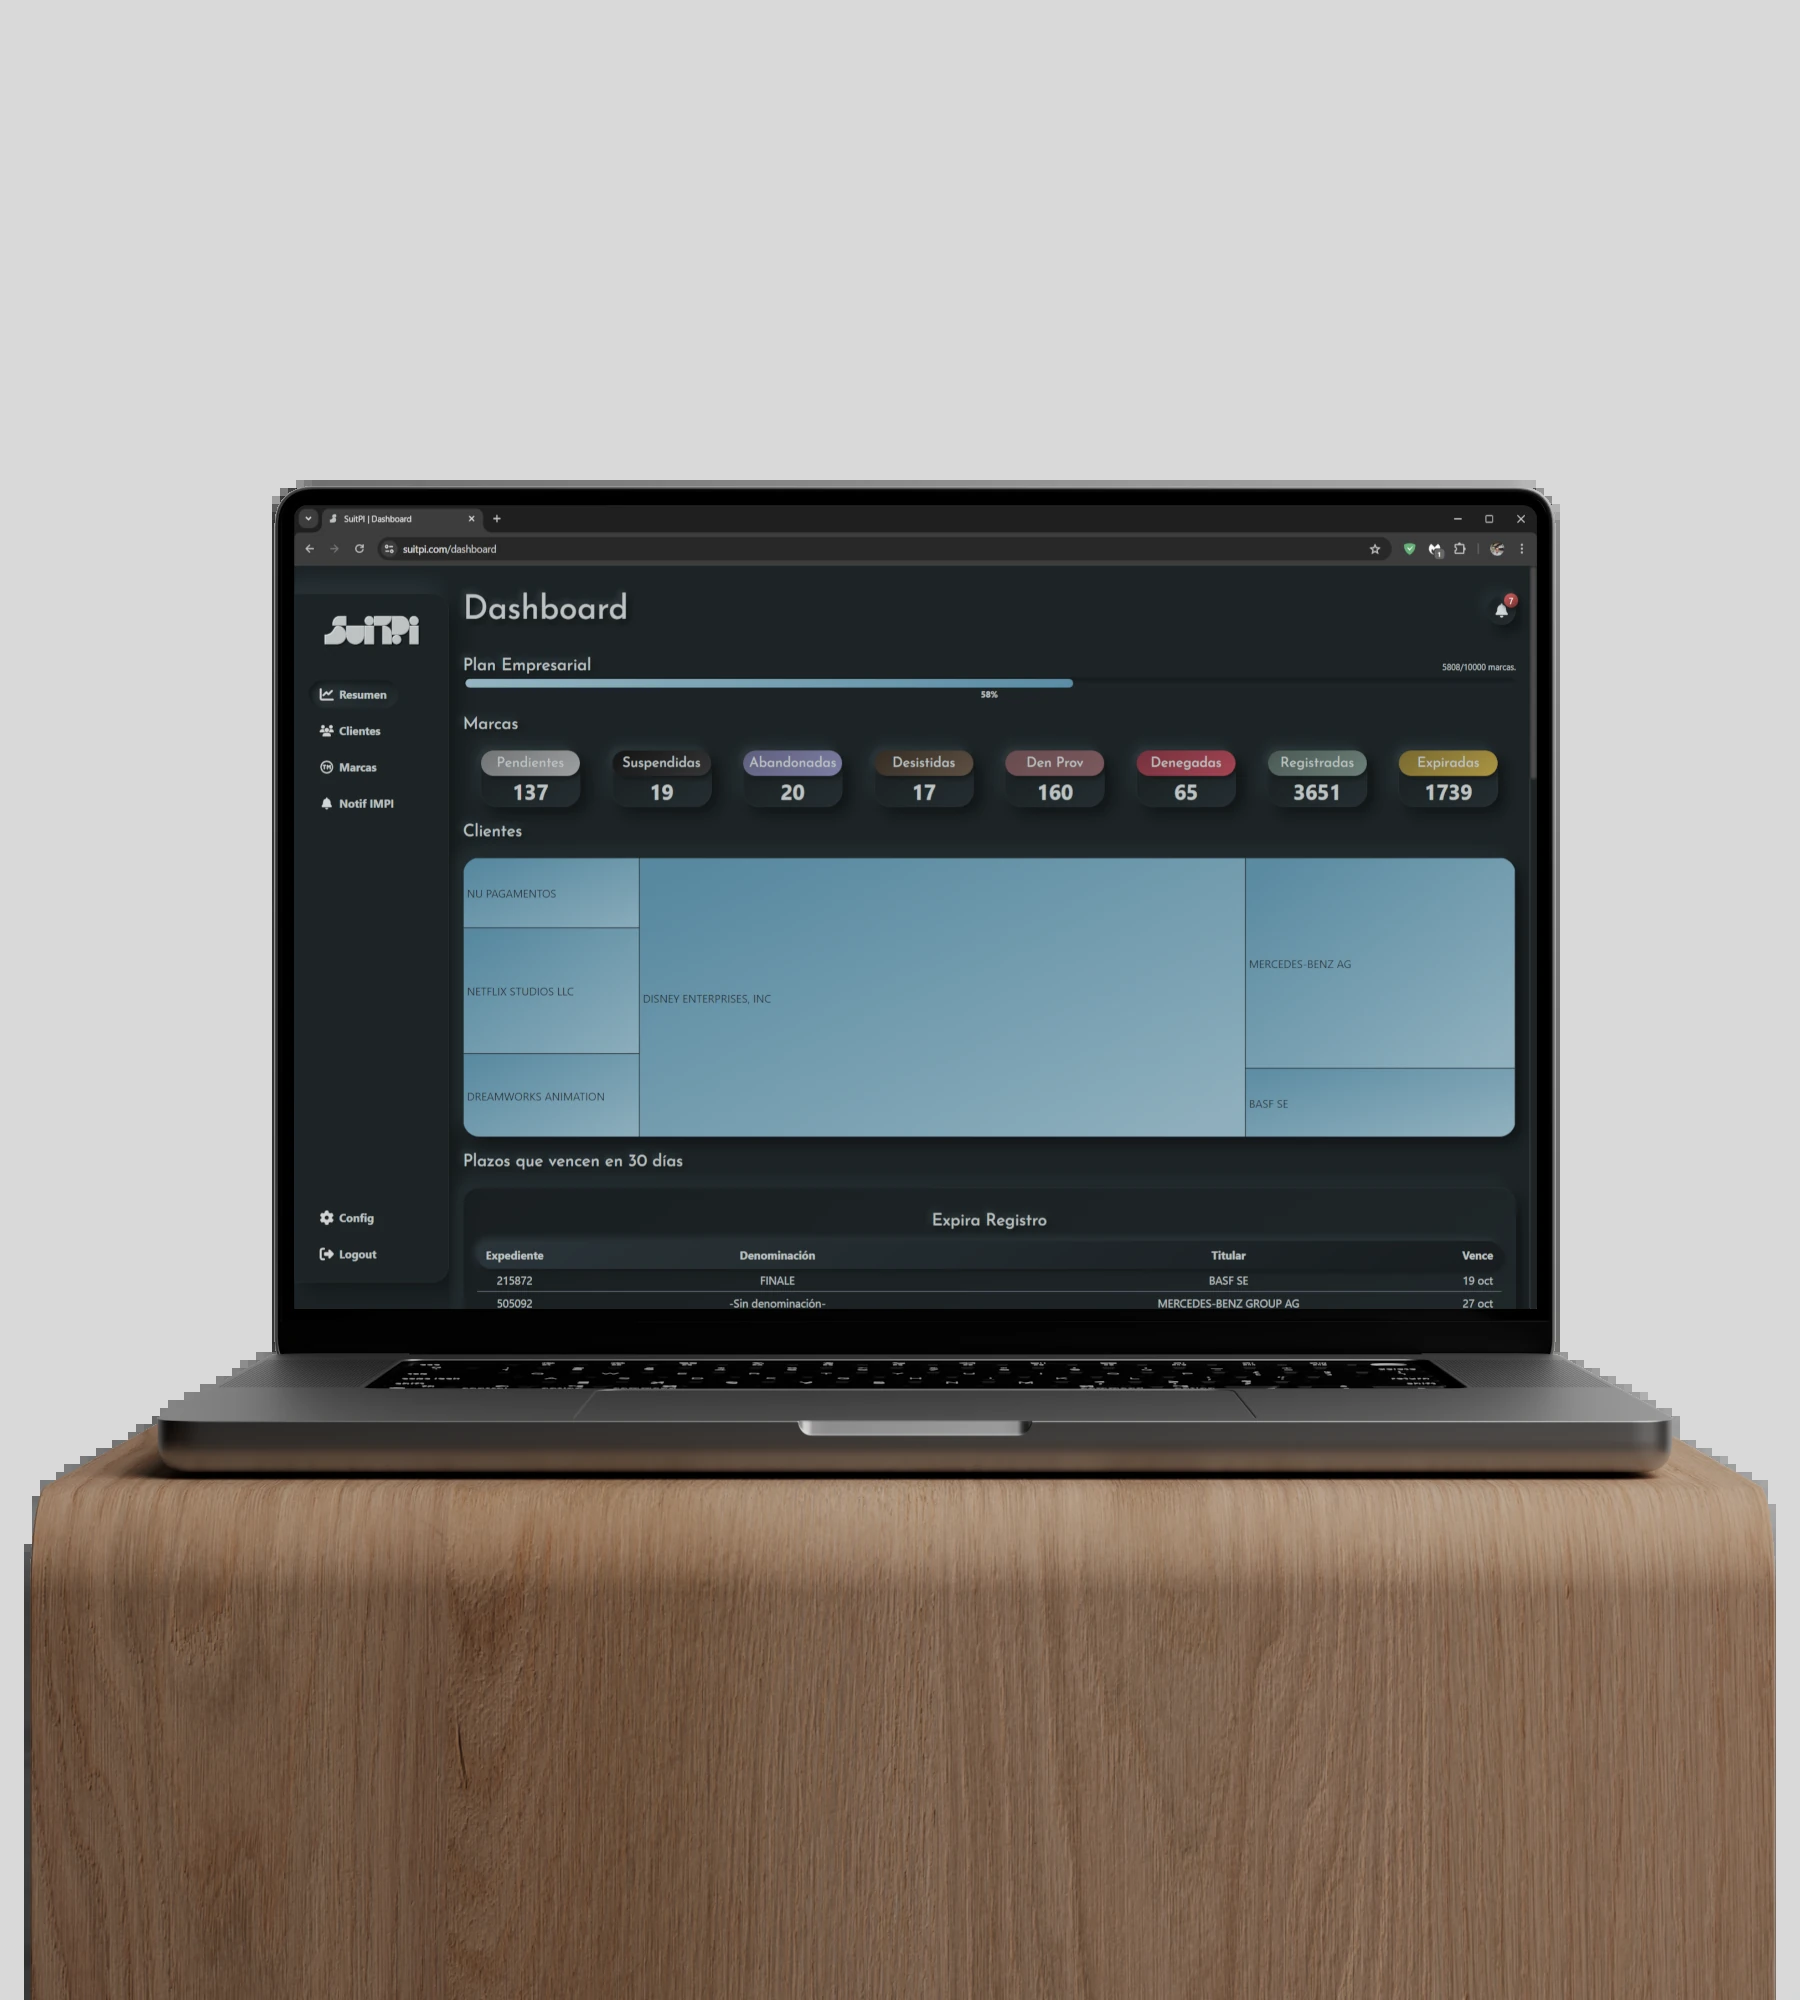 SuitPI | Dashboard
suitpi.com/dashboard
SuitPi
Resumen
Clientes
Marcas
Notif IMPI
Config
Logout
Dashboard
7
Plan Empresarial
5808/10000 marcas.
58%
Marcas
Pendientes Suspendidas Abandonadas Desistidas Den Prov Denegadas Registradas Expiradas
137 19 20 17 160 65 3651 1739
Clientes
NU PAGAMENTOS
NETFLIX STUDIOS LLC
DREAMWORKS ANIMATION
DISNEY ENTERPRISES, INC
MERCEDES-BENZ AG
BASF SE
Plazos que vencen en 30 días
Expira Registro
Expediente Denominación Titular Vence
215872 FINALE BASF SE 19 oct
505092 -Sin denominación- MERCEDES-BENZ GROUP AG 27 oct